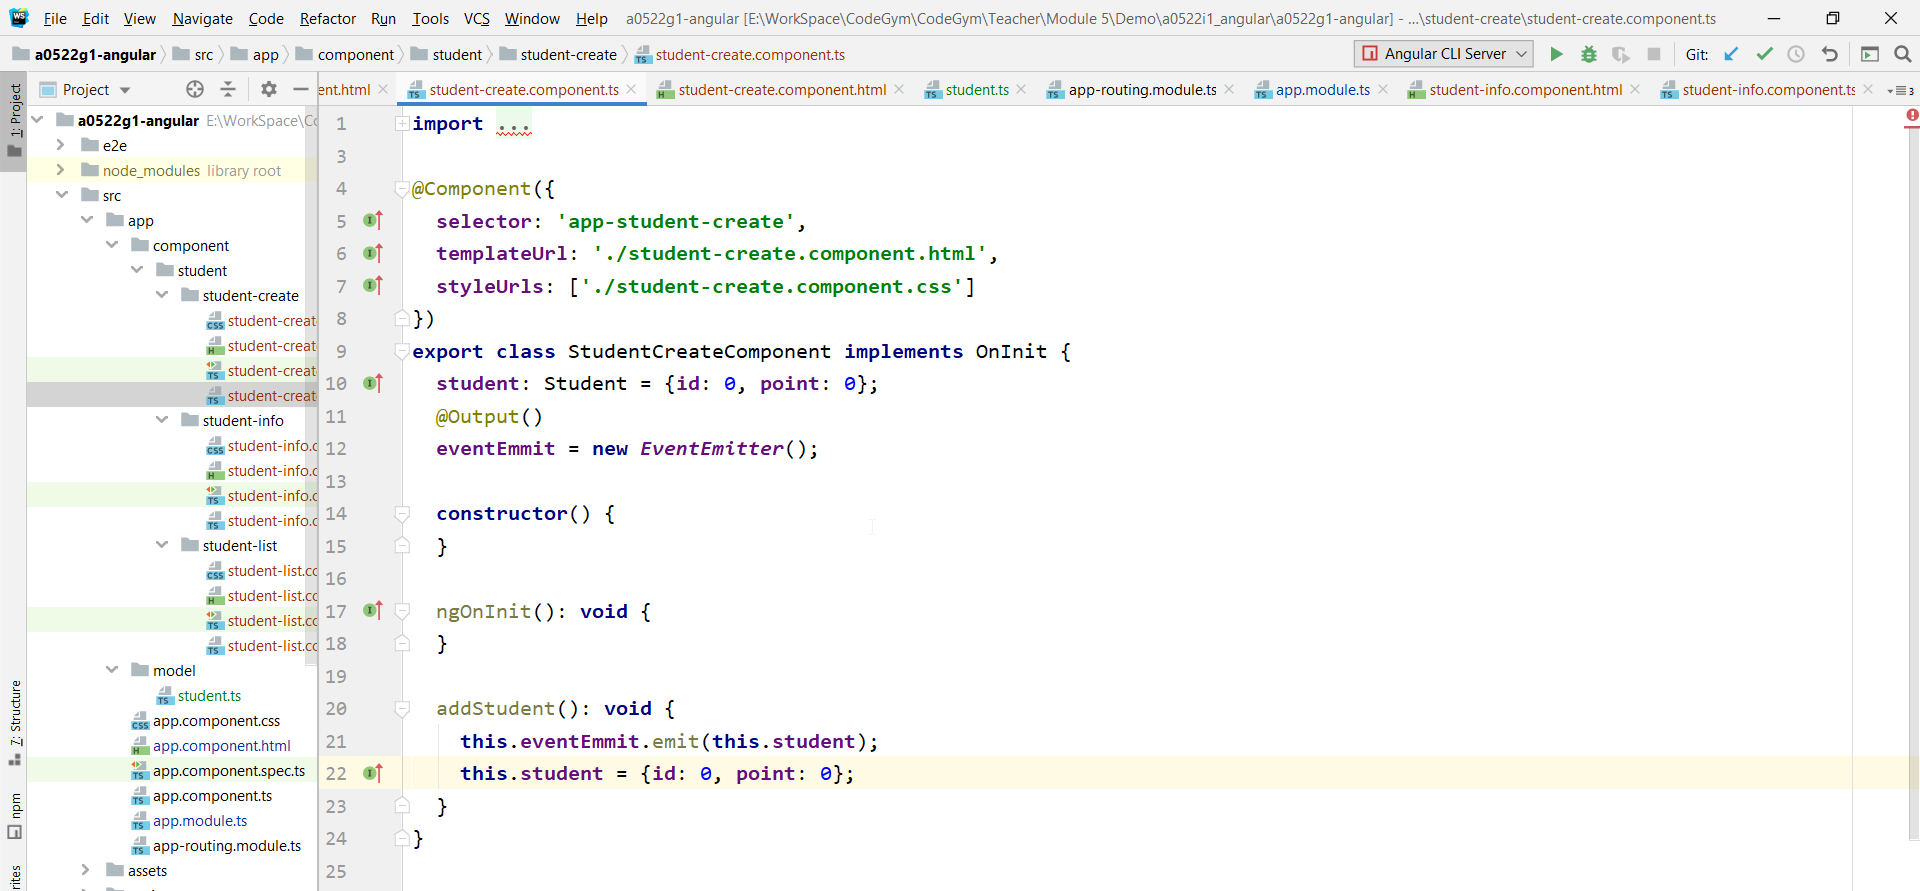 File Edit View Navigate Code Refactor Run Tools VCS Window Help a0522g1-angular [E:\WorkSpace\CodeGym\CodeGym\Teacher\Module 5\Demo\a0522i1_angular\a0522g1-angular] - ...\student-create\student-create.component.ts
a0522g1-angular src app component student student-create student-create.component.ts Angular CLI Server Git:
Project ent.html student-create.component.ts student-create.component.html student.ts app-routing.module.ts app.module.ts student-info.component.html student-info.component.ts 3
1: Project
7: Structure
npm
rites
a0522g1-angular E:\WorkSpace\Co
e2e
node_modules library root
src
app
component
student
student-create
student-creat
student-creat
student-creat
student-creat
student-info
student-info.c
student-info.c
student-info.c
student-info.c
student-list
student-list.cc
student-list.cc
student-list.cc
student-list.cc
model
student.ts
app.component.css
app.component.html
app.component.spec.ts
app.component.ts
app.module.ts
app-routing.module.ts
assets
1 import ...
3
4 @Component({
5 selector: 'app-student-create',
6 templateUrl: './student-create.component.html',
7 styleUrls: ['./student-create.component.css']
8 })
9 export class StudentCreateComponent implements OnInit {
10 student: Student = {id: 0, point: 0};
11 @Output()
12 eventEmmit = new EventEmitter();
13
14 constructor() {
15 }
16
17 ngOnInit(): void {
18 }
19
20 addStudent(): void {
21 this.eventEmmit.emit(this.student);
22 this.student = {id: 0, point: 0};
23 }
24 }
25